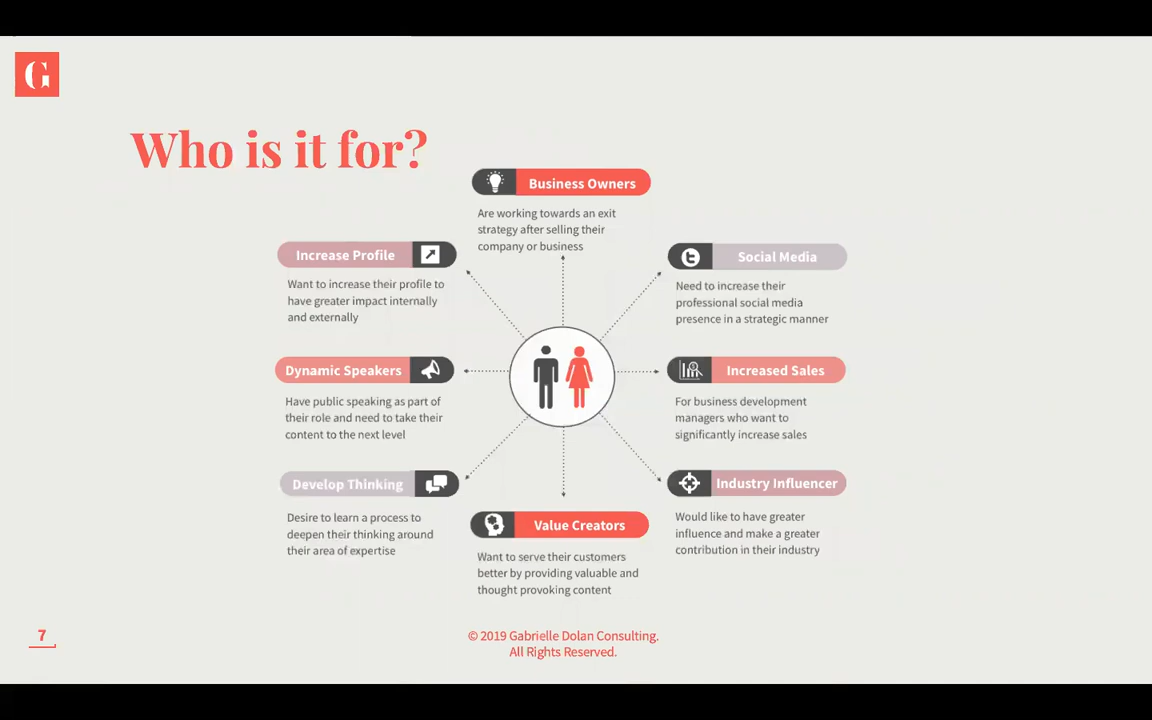 G
Who is it for?
Business Owners
Are working towards an exit
strategy after selling their
company or business
Increase Profile
Want to increase their profile to
have greater impact internally
and externally
Social Media
Need to increase their
professional social media
presence in a strategic manner
Dynamic Speakers
Have public speaking as part of
their role and need to take their
content to the next level
Increased Sales
For business development
managers who want to
significantly increase sales
Develop Thinking
Desire to learn a process to
deepen their thinking around
their area of expertise
Industry Influencer
Would like to have greater
influence and make a greater
contribution in their industry
Value Creators
Want to serve their customers
better by providing valuable and
thought provoking content
7
© 2019 Gabrielle Dolan Consulting.
All Rights Reserved.